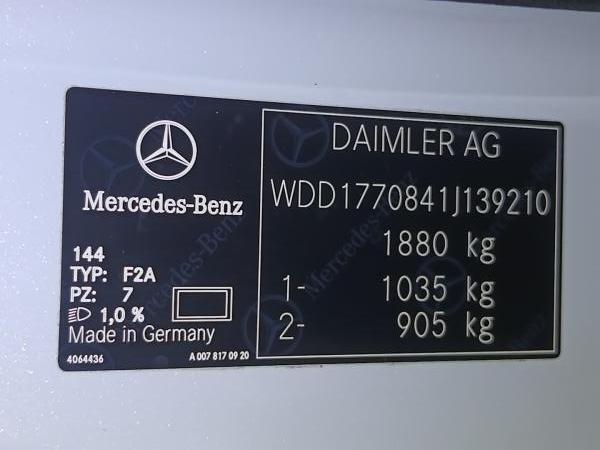 Mercedes-Benz
144
TYP: F2A
PZ: 7
1,0 %
Made in Germany
4064436
A 007 817 09 20
DAIMLER AG
WDD1770841J139210
1880 kg
1- 1035 kg
2- 905 kg